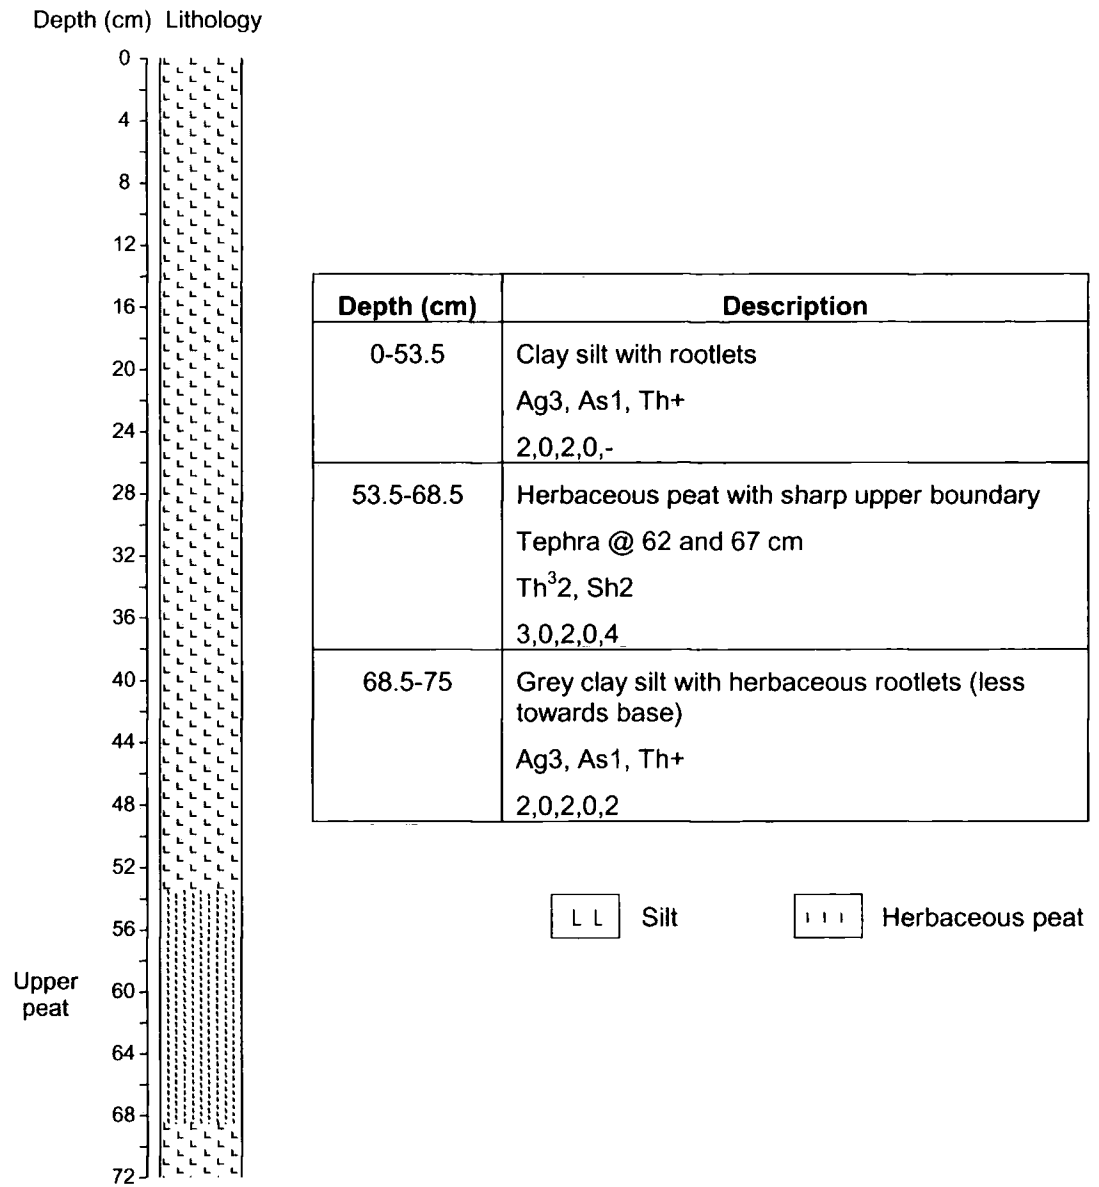 Depth (cm) Lithology
0
4
8
12
16
20
24
28
32
36
40
44
48
52
56
60
64
68
72
Upper
peat
Depth (cm) Description
0-53.5 Clay silt with rootlets
Ag3, As1, Th+
2,0,2,0,-
53.5-68.5 Herbaceous peat with sharp upper boundary
Tephra @ 62 and 67 cm
Th³2, Sh2
3,0,2,0,4
68.5-75 Grey clay silt with herbaceous rootlets (less
towards base)
Ag3, As1, Th+
2,0,2,0,2
Silt Herbaceous peat